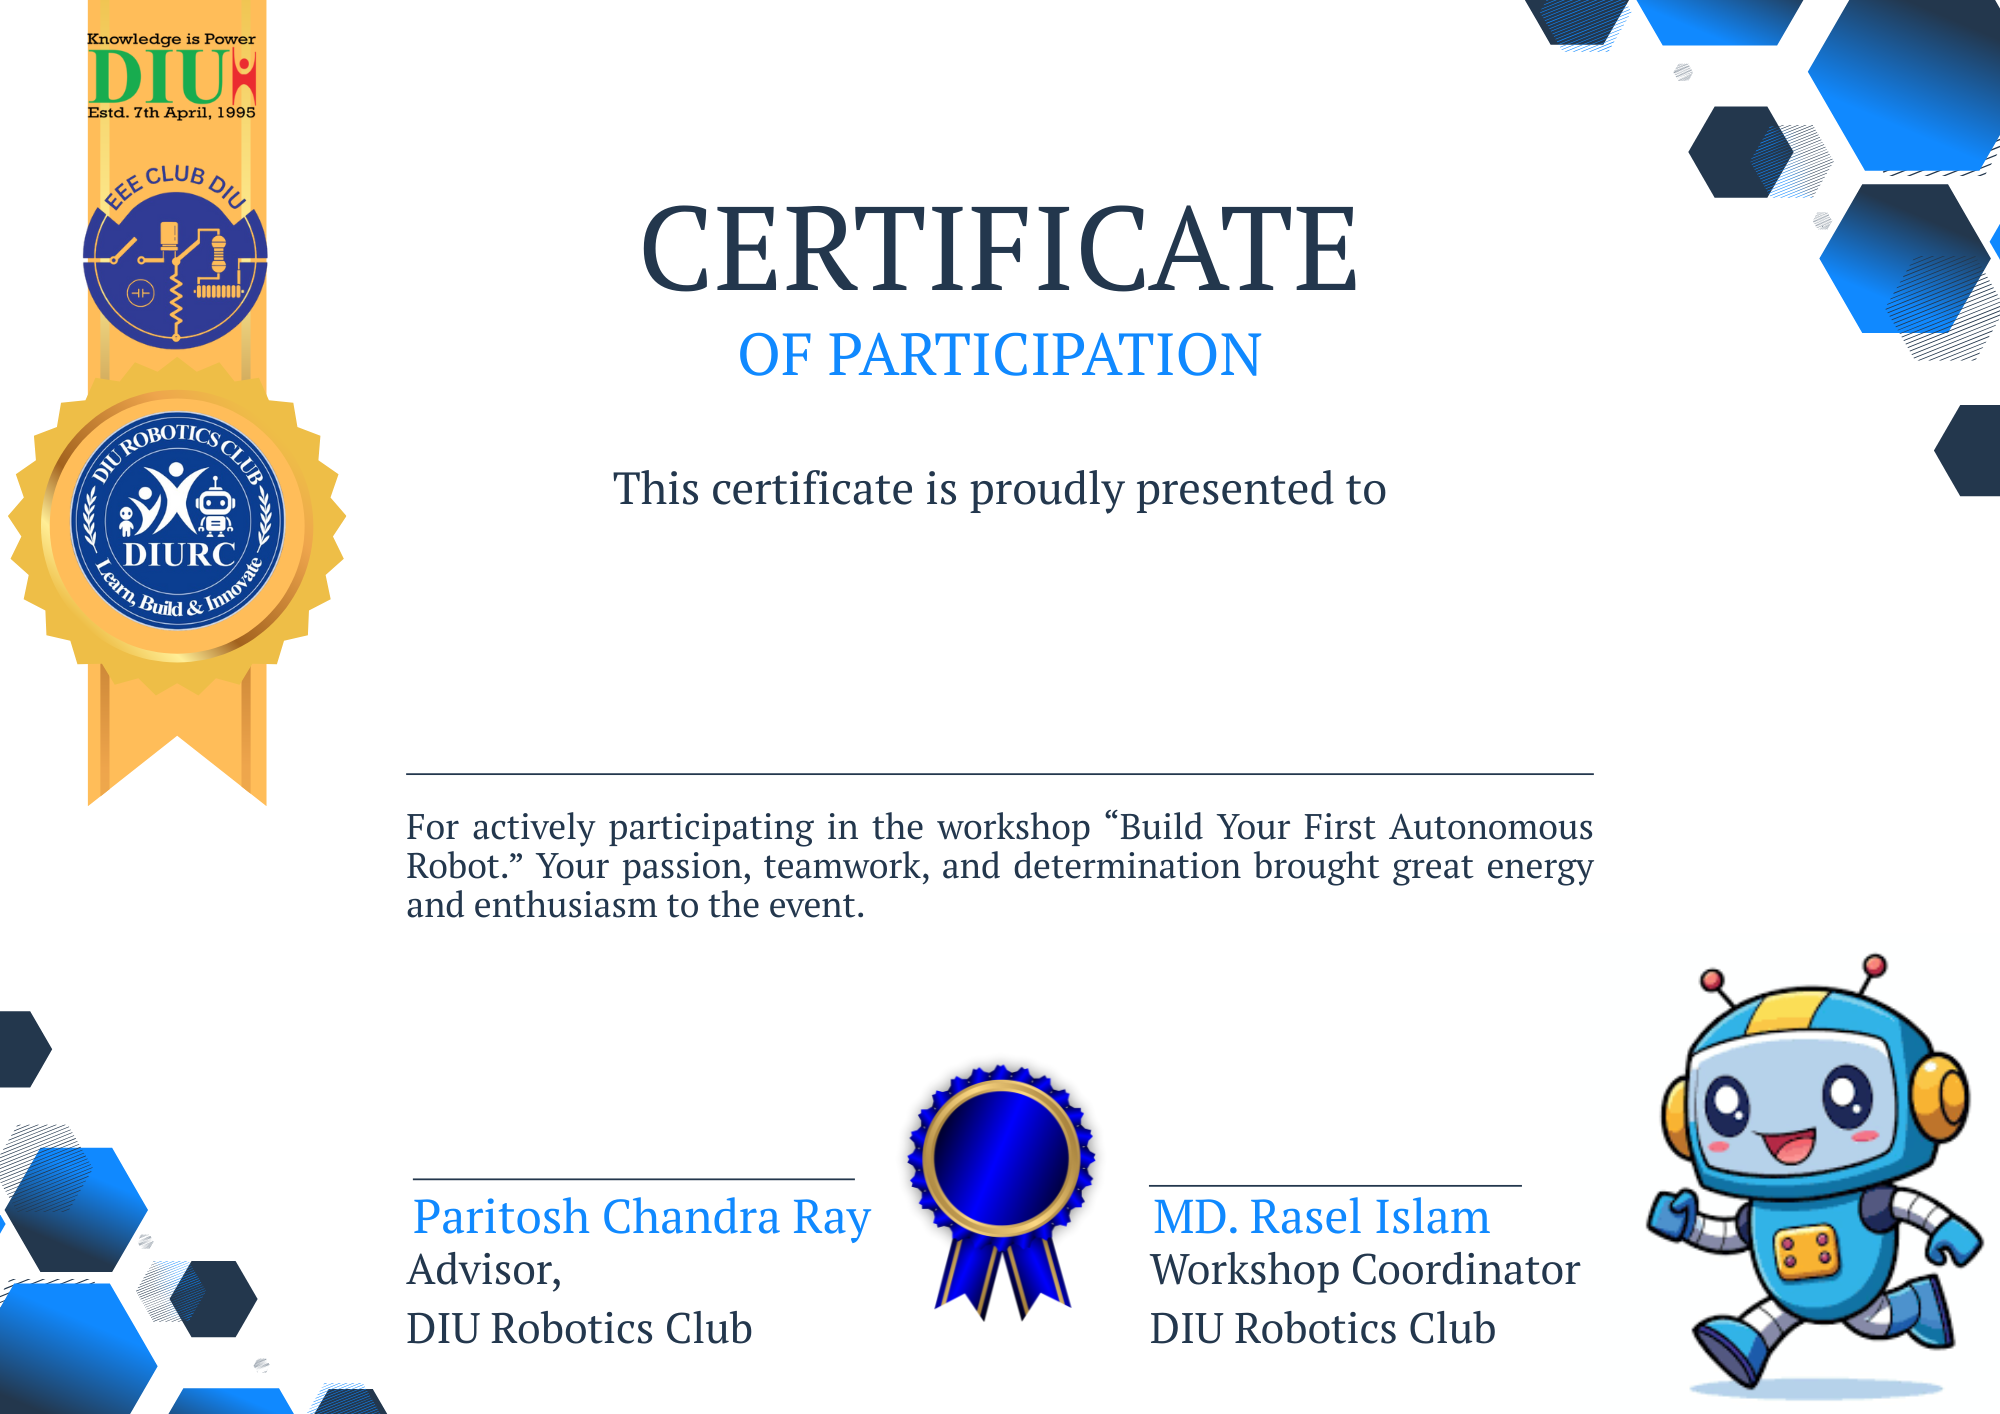 Knowledge is Power
DIU
Estd. 7th April, 1995
EEE CLUB DIU
DIU ROBOTICS CLUB
DIURC
Learn, Build & Innovate
CERTIFICATE
OF PARTICIPATION
This certificate is proudly presented to
For actively participating in the workshop “Build Your First Autonomous
Robot.” Your passion, teamwork, and determination brought great energy
and enthusiasm to the event.
Paritosh Chandra Ray
Advisor,
DIU Robotics Club
MD. Rasel Islam
Workshop Coordinator
DIU Robotics Club